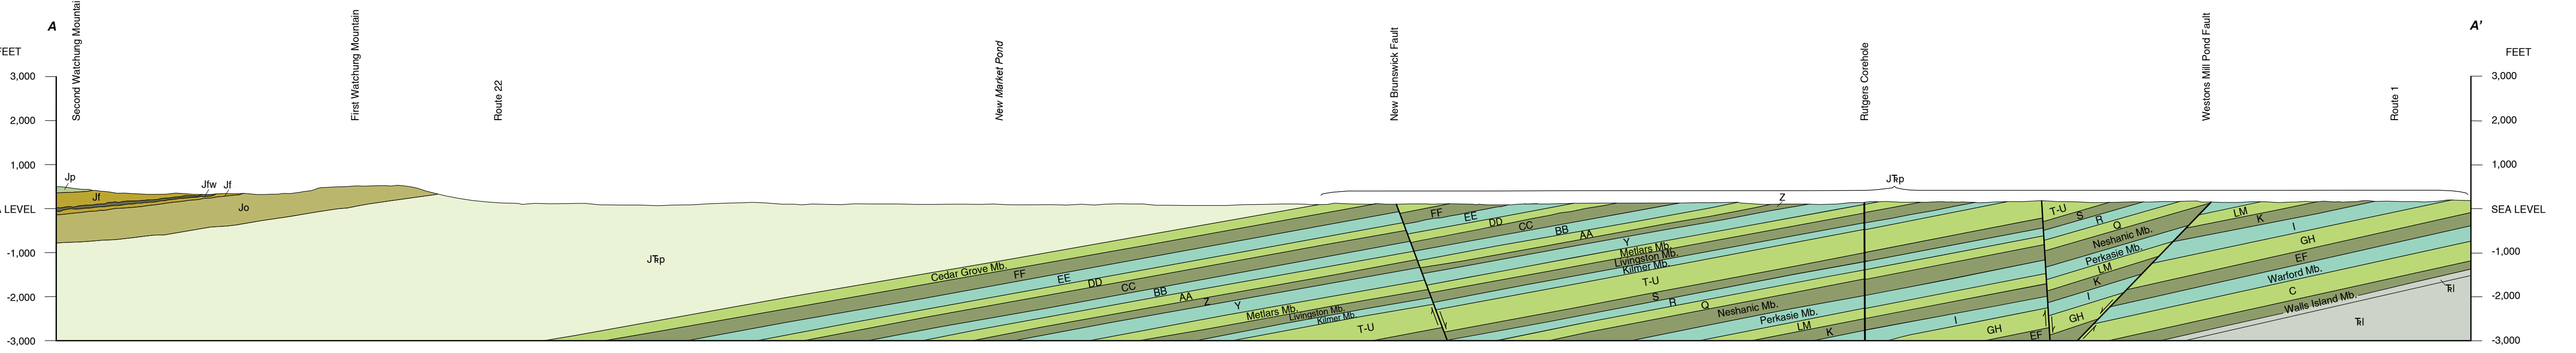 A
A'
Second Watchung Mountai
First Watchung Mountain
Route 22
New Market Pond
New Brunswick Fault
Rutgers Corehole
Westons Mill Pond Fault
Route 1
FEET
FEET
3,000
3,000
2,000
2,000
1,000
1,000
LEVEL
SEA LEVEL
-1,000
-1,000
-2,000
-2,000
-3,000
-3,000
Jp
Jf
Jfw
Jf
Jo
JTRp
JTRp
Cedar Grove Mb.
FF
EE
DD
CC
BB
AA
Z
Y
Metlars Mb.
Livingston Mb.
Kilmer Mb.
T-U
FF
EE
DD
CC
BB
AA
Z
Y
Metlars Mb.
Livingston Mb.
Kilmer Mb.
T-U
S
R
Q
Neshanic Mb.
Perkasie Mb.
LM
K
I
GH
EF
T-U
S
R
Q
Neshanic Mb.
Perkasie Mb.
LM
K
I
GH
LM
K
I
GH
EF
Warford Mb.
C
Walls Island Mb.
TRl
TRl